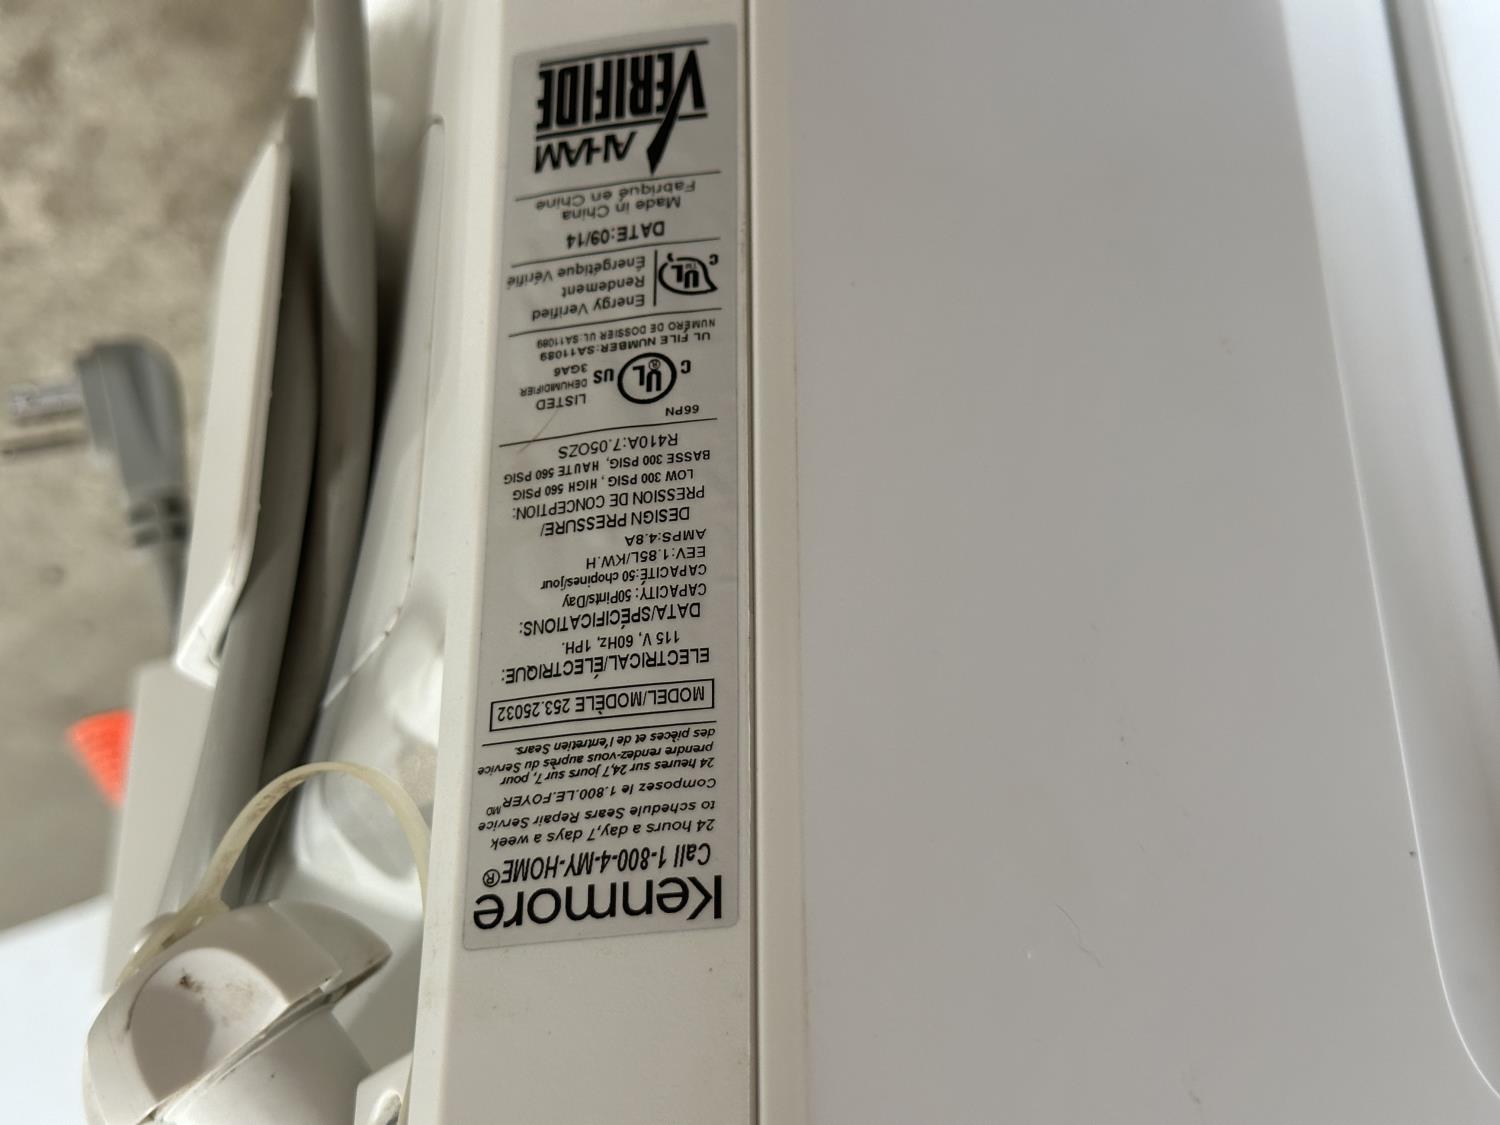 Kenmore
Call 1-800-4-MY-HOME®
24 hours a day,7 days a week
to schedule Sears Repair Service
Composez le 1.800.LE.FOYER MD
24 heures sur 24,7 jours sur 7, pour
prendre rendez-vous auprès du Service
des pièces et de l'entretien Sears.
MODEL/MODÈLE 253.25032
ELECTRICAL/ÉLECTRIQUE:
115 V, 60Hz, 1PH.
DATA/SPÉCIFICATIONS:
CAPACITY: 50Pints/Day
CAPACITÉ:50 chopines/jour
EEV:1.85L/KW.H
AMPS:4.8A
DESIGN PRESSURE/
PRESSION DE CONCEPTION:
LOW 300 PSIG , HIGH 560 PSIG
BASSE 300 PSIG, HAUTE 560 PSIG
R410A:7.05OZS
66PN
C UL® US
LISTED
DEHUMIDIFIER
3GA6
UL FILE NUMBER:SA11089
NUMÉRO DE DOSSIER UL: SA11089
C UL™
Energy Verified
Rendement
Énergétique Vérifié
DATE:09/14
Made in China
Fabriqué en Chine
AHAM
VERIFIDE